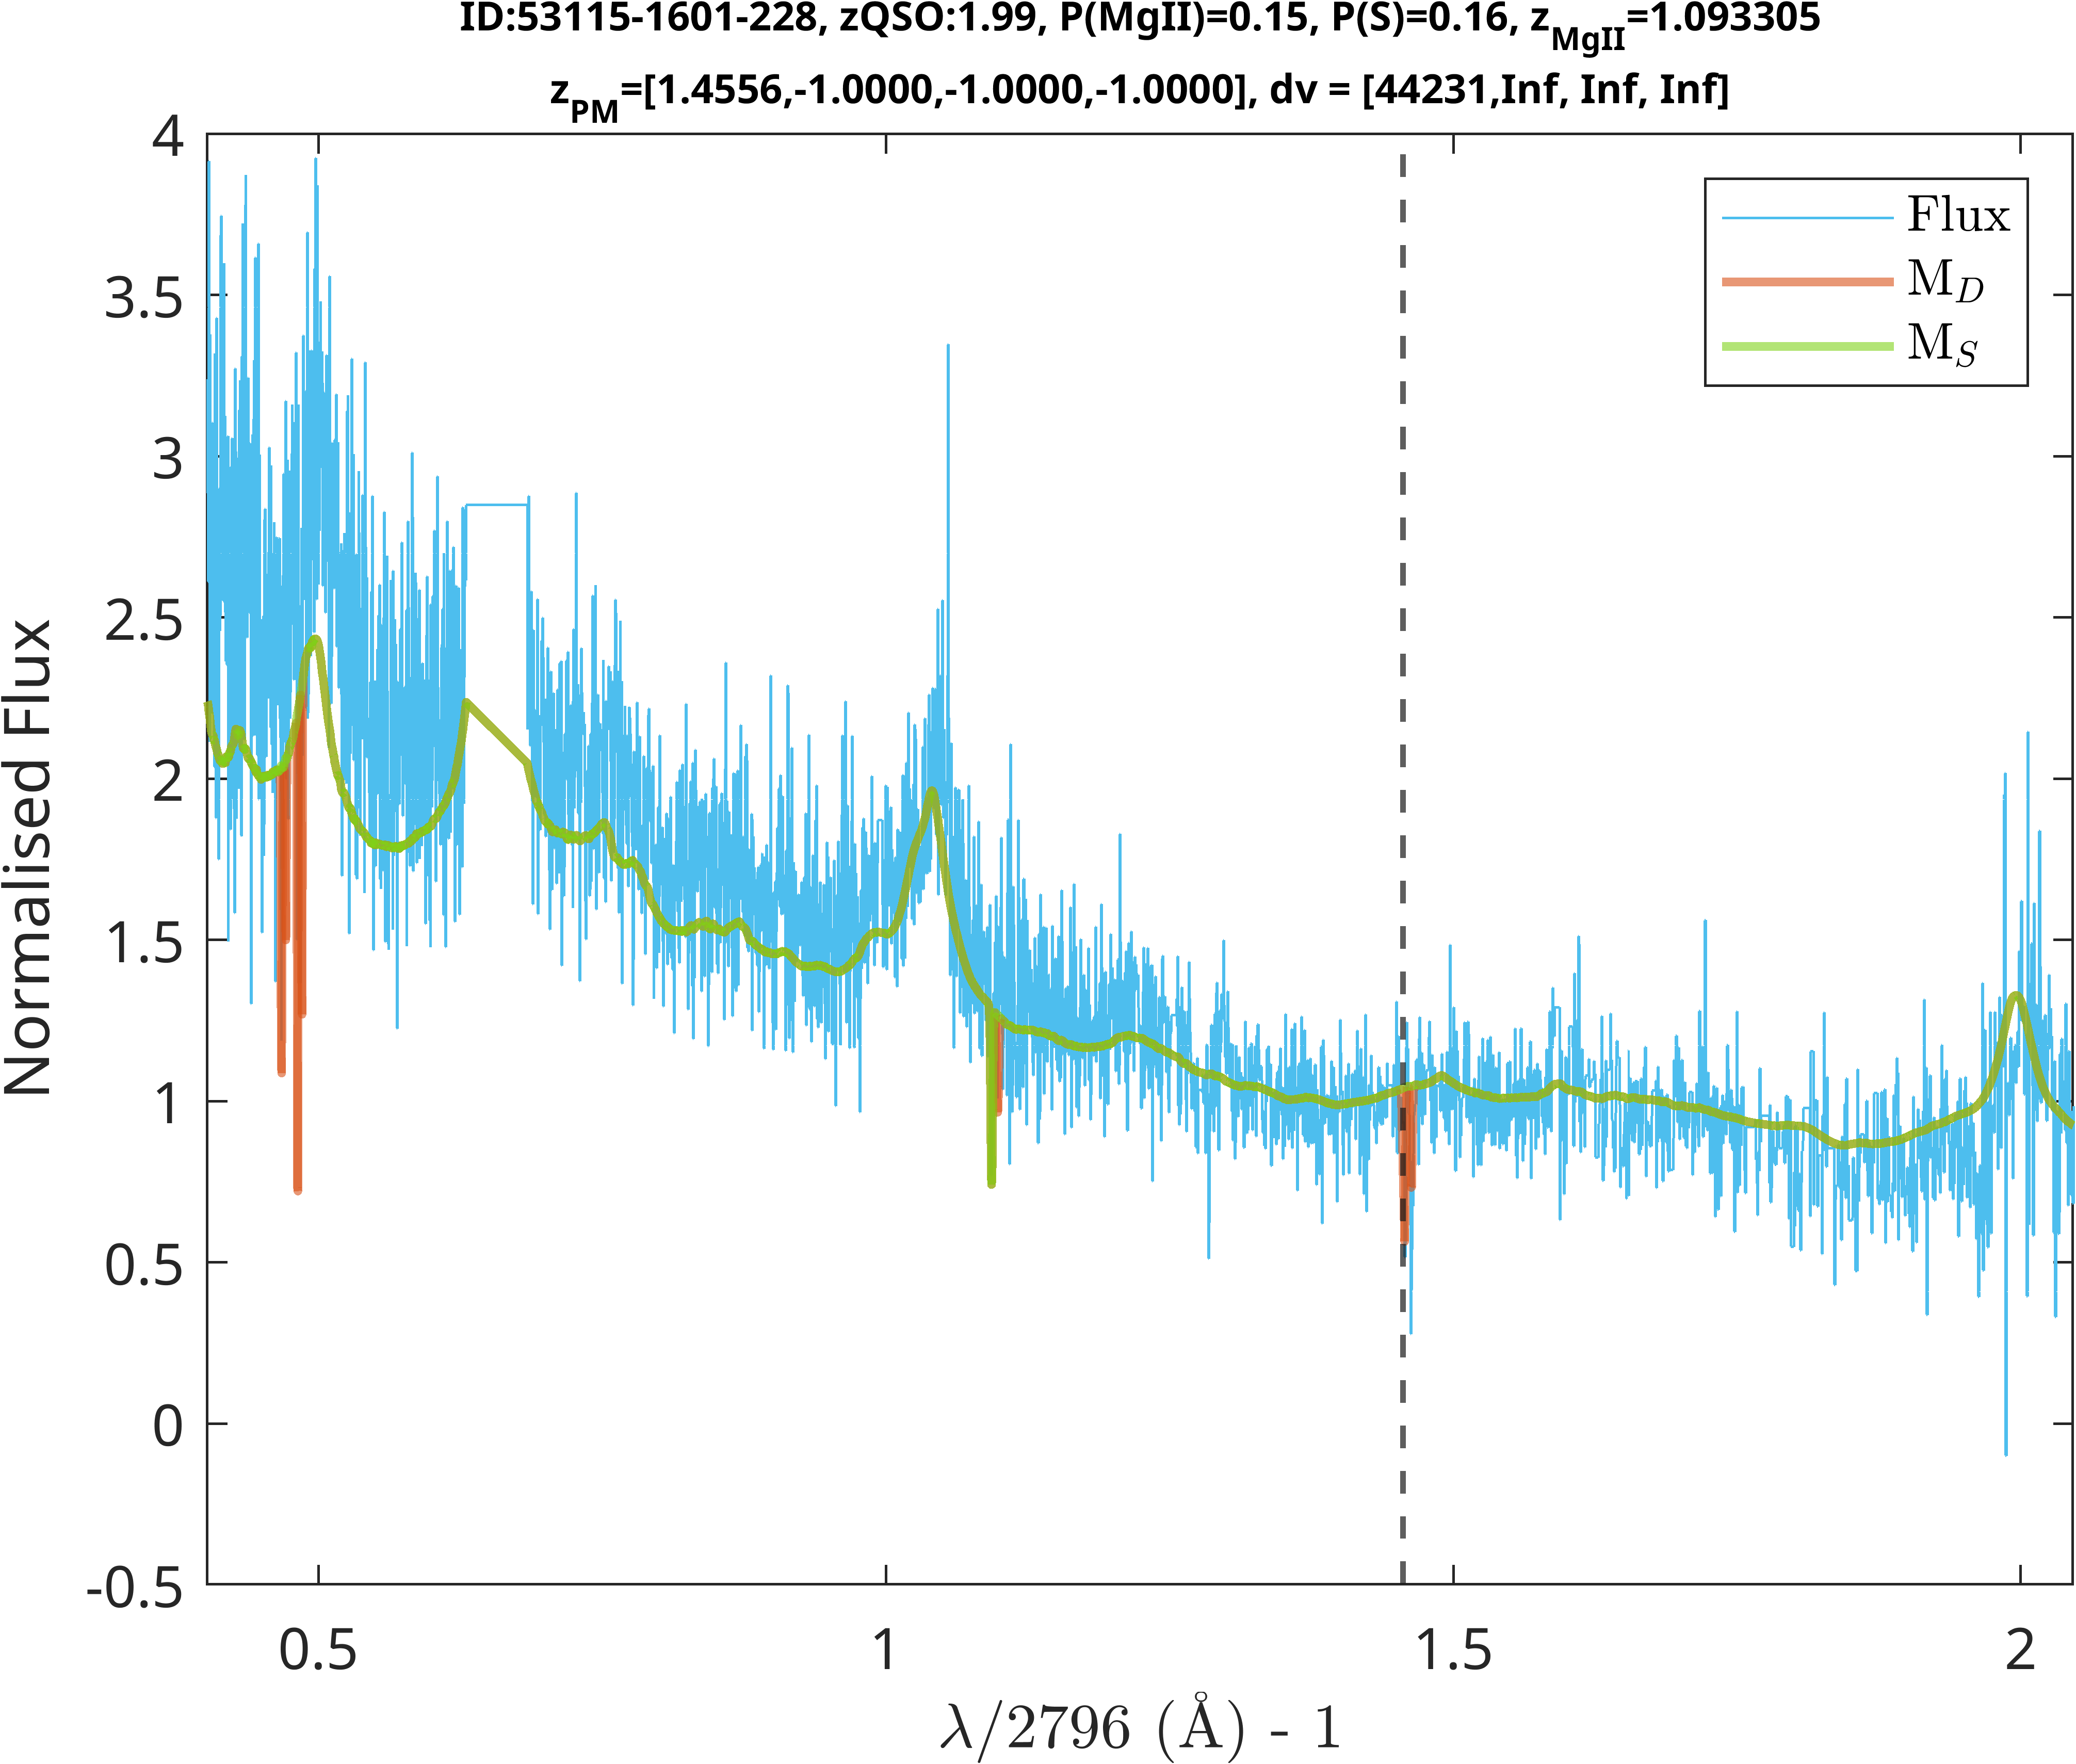 ID:53115-1601-228, zQSO:1.99, P(MgII)=0.15, P(S)=0.16, zMgII=1.093305
zPM=[1.4556,-1.0000,-1.0000,-1.0000], dv = [44231,Inf, Inf, Inf]
4
3.5
3
2.5
2
1.5
1
0.5
0
-0.5
Normalised Flux
Flux
MD
MS
0.5
1
1.5
2
λ/2796 (Å) - 1